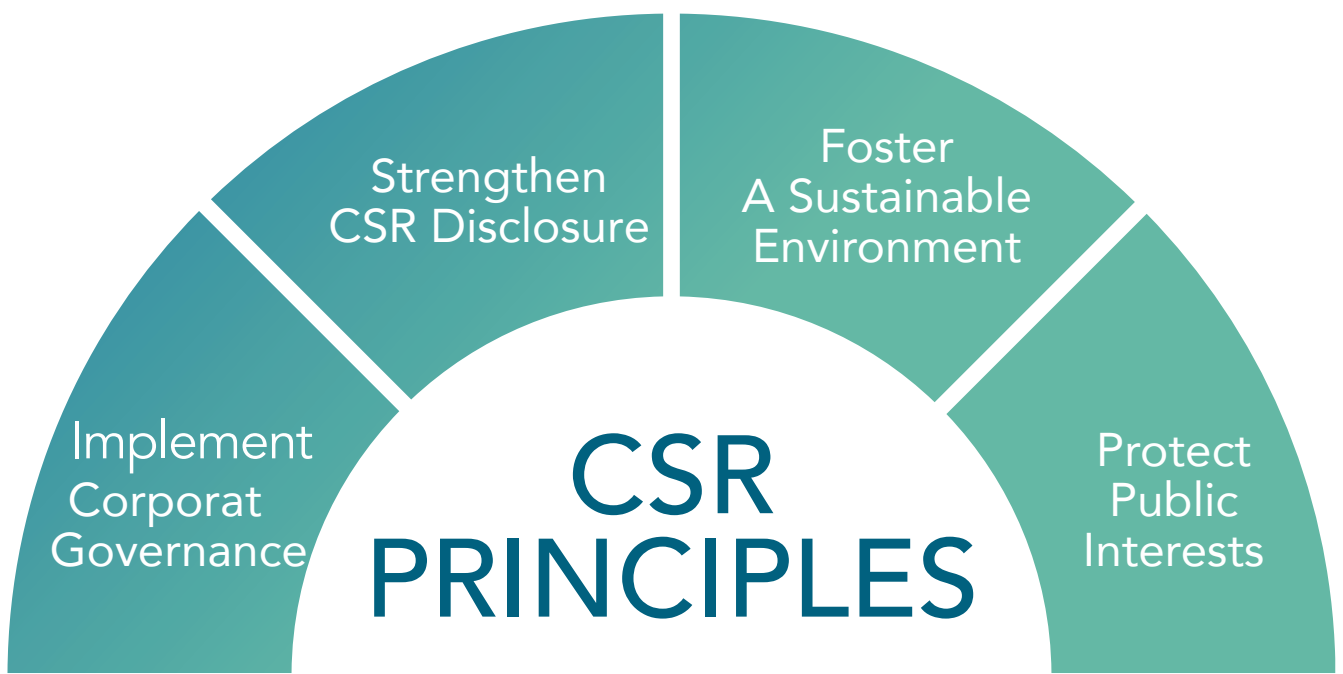 Implement
Corporat
Governance
Strengthen
CSR Disclosure
Foster
A Sustainable
Environment
Protect
Public
Interests
CSR
PRINCIPLES